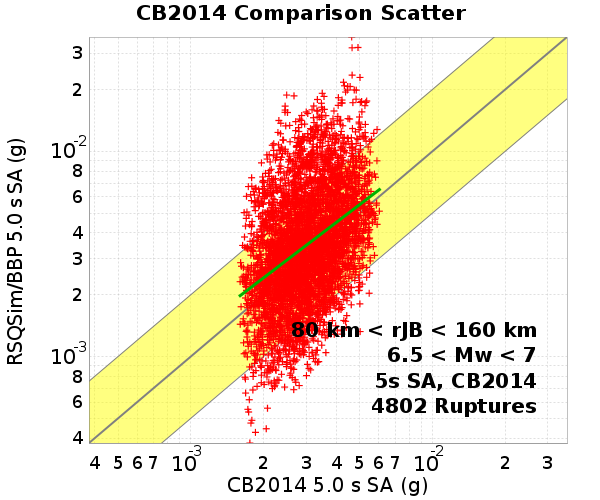 CB2014 Comparison Scatter
RSQSim/BBP 5.0 s SA (g)
3
2
10-2
8
6
4
3
2
10-3
8
6
4
80 km < rJB < 160 km
6.5 < Mw < 7
5s SA, CB2014
4802 Ruptures
4 5 6 7 10-3 2 3 4 5 6 7 10-2 2 3
CB2014 5.0 s SA (g)